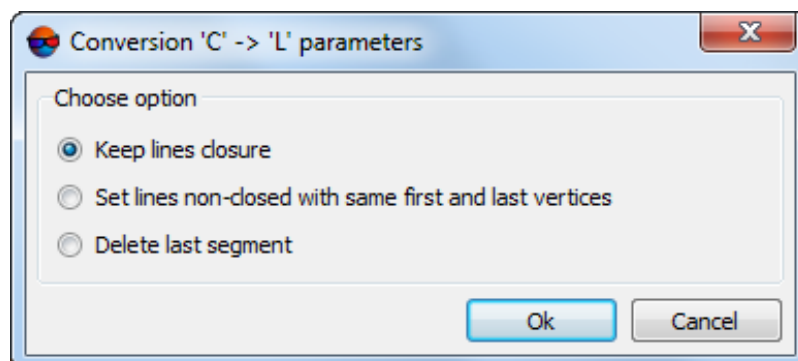 Conversion 'C' -> 'L' parameters
Choose option
Keep lines closure
Set lines non-closed with same first and last vertices
Delete last segment
Ok Cancel